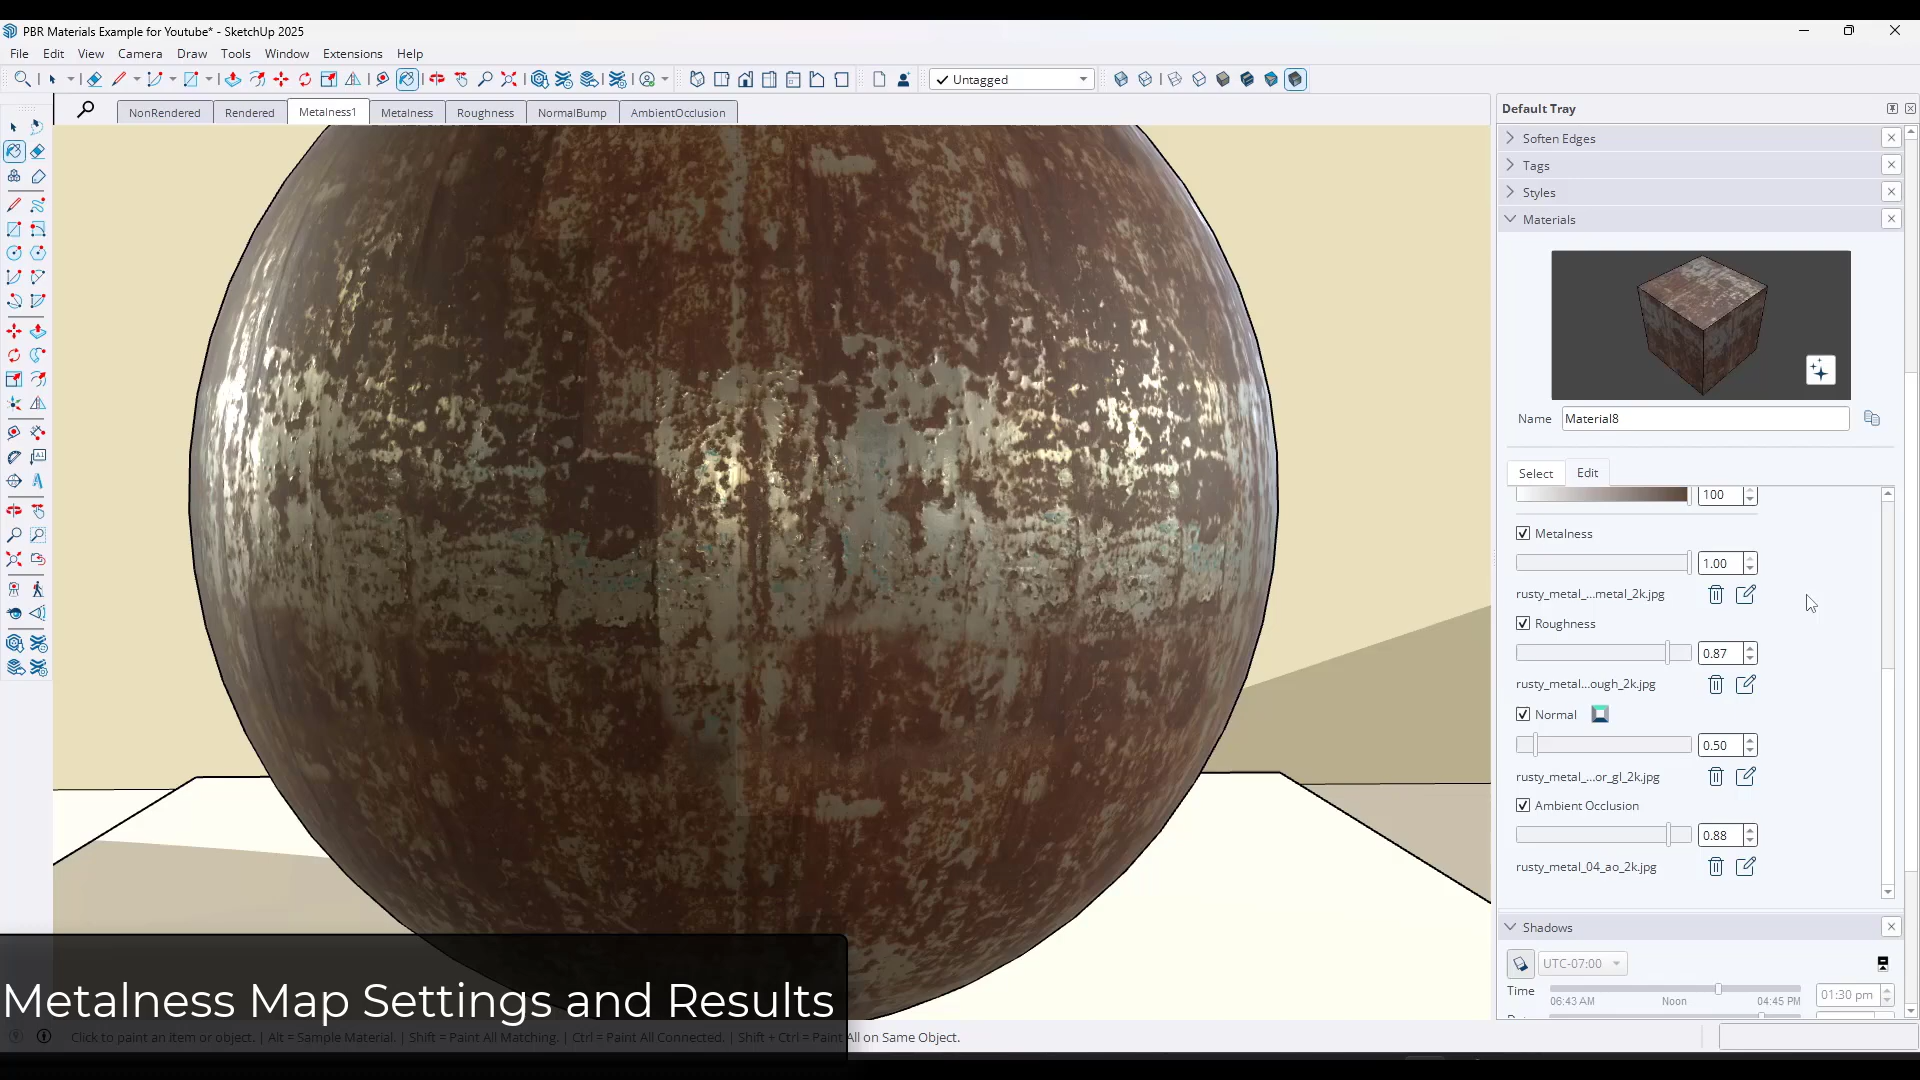 PBR Materials Example for Youtube* - SketchUp 2025
File Edit View Camera Draw Tools Window Extensions Help
Untagged
NonRendered Rendered Metalness1 Metalness Roughness NormalBump AmbientOcclusion
Default Tray
Soften Edges
Tags
Styles
Materials
Name Material8
Select Edit
100
Metalness
1.00
rusty_metal_...metal_2k.jpg
Roughness
0.87
rusty_metal...ough_2k.jpg
Normal
0.50
rusty_metal_...or_gl_2k.jpg
Ambient Occlusion
0.88
rusty_metal_04_ao_2k.jpg
Shadows
UTC-07:00
Time 06:43 AM Noon 04:45 PM 01:30 pm
Metalness Map Settings and Results
Click to paint an item or object. | Alt = Sample Material. | Shift = Paint All Matching. | Ctrl = Paint All Connected. | Shift + Ctrl = Paint All on Same Object.